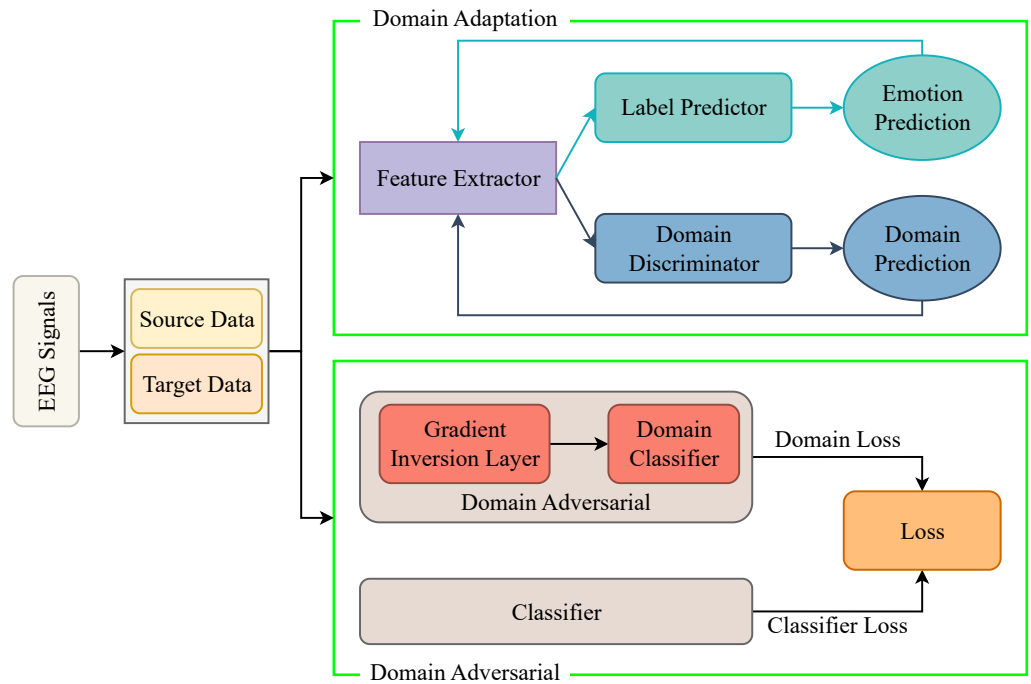 Domain Adaptation
Label Predictor
Emotion
Prediction
Feature Extractor
Domain
Discriminator
Domain
Prediction
EEG Signals
Source Data
Target Data
Gradient
Inversion Layer
Domain
Classifier
Domain Adversarial
Domain Loss
Loss
Classifier
Classifier Loss
Domain Adversarial